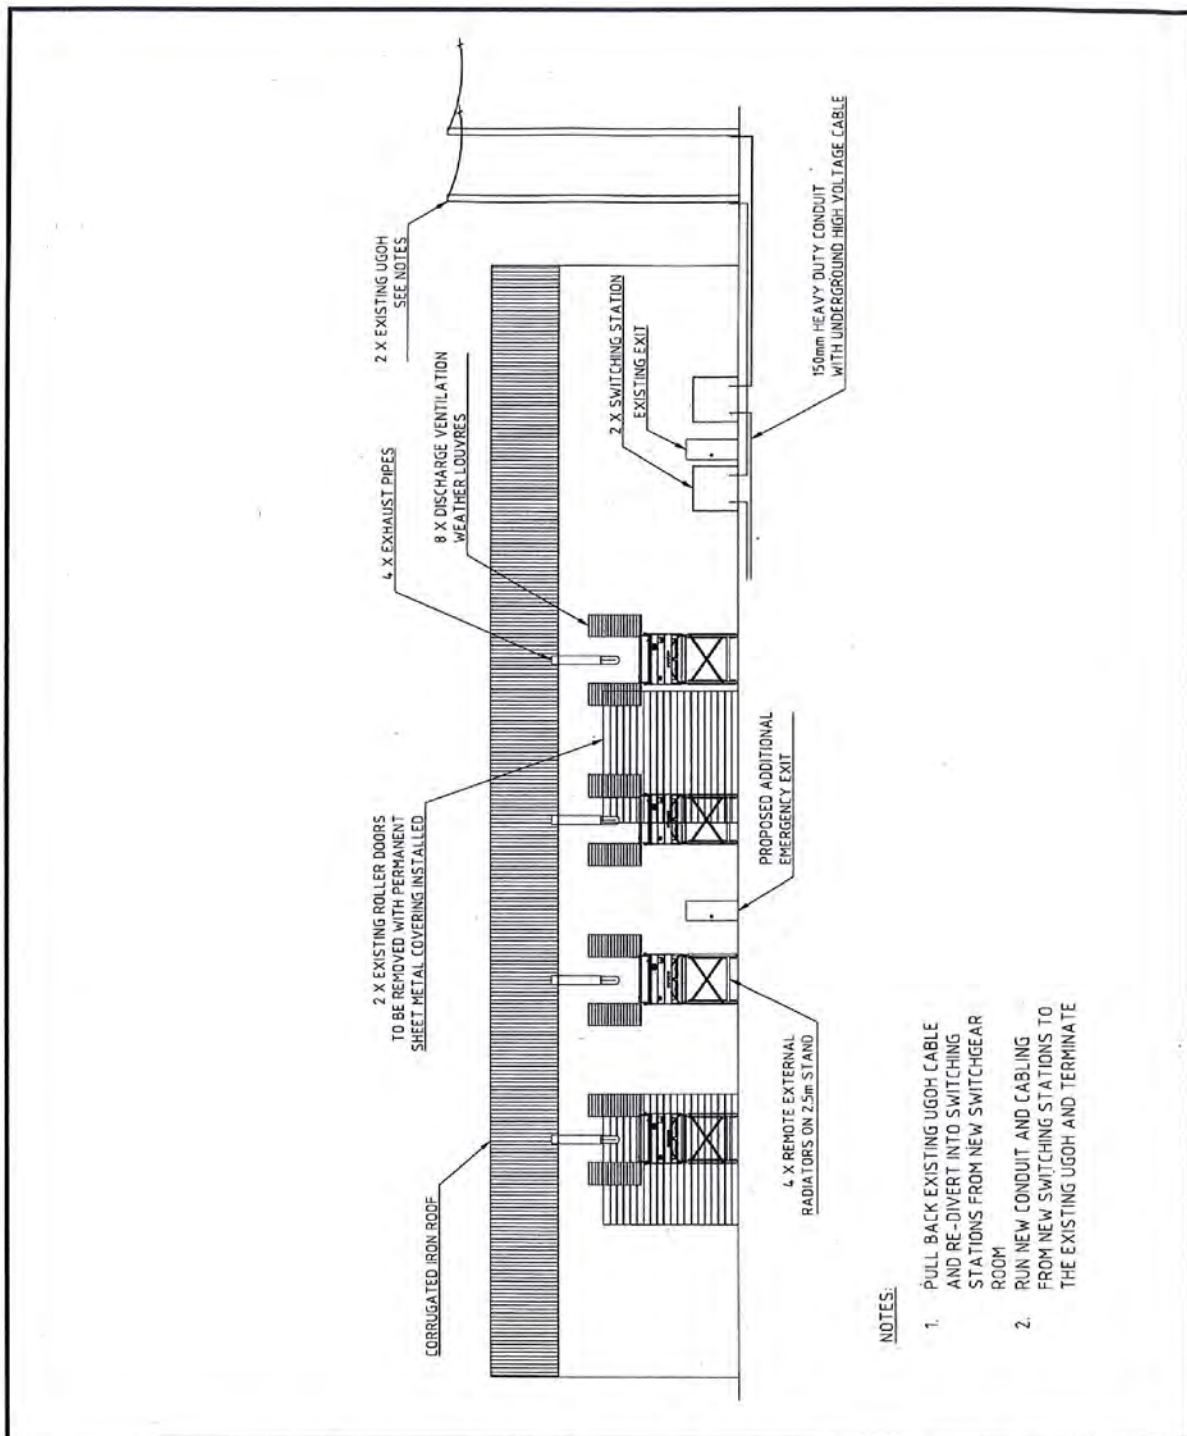 CORRUGATED IRON ROOF
2 X EXISTING ROLLER DOORS
TO BE REMOVED WITH PERMANENT
SHEET METAL COVERING INSTALLED
4 X EXHAUST PIPES
8 X DISCHARGE VENTILATION
WEATHER LOUVRES
2 X EXISTING UGOH
SEE NOTES
2 X SWITCHING STATION
EXISTING EXIT
4 X REMOTE EXTERNAL
RADIATORS ON 2.5m STAND
PROPOSED ADDITIONAL
EMERGENCY EXIT
150mm HEAVY DUTY CONDUIT
WITH UNDERGROUND HIGH VOLTAGE CABLE
NOTES:
1. PULL BACK EXISTING UGOH CABLE
AND RE-DIVERT INTO SWITCHING
STATIONS FROM NEW SWITCHGEAR
ROOM
2. RUN NEW CONDUIT AND CABLING
FROM NEW SWITCHING STATIONS TO
THE EXISTING UGOH AND TERMINATE